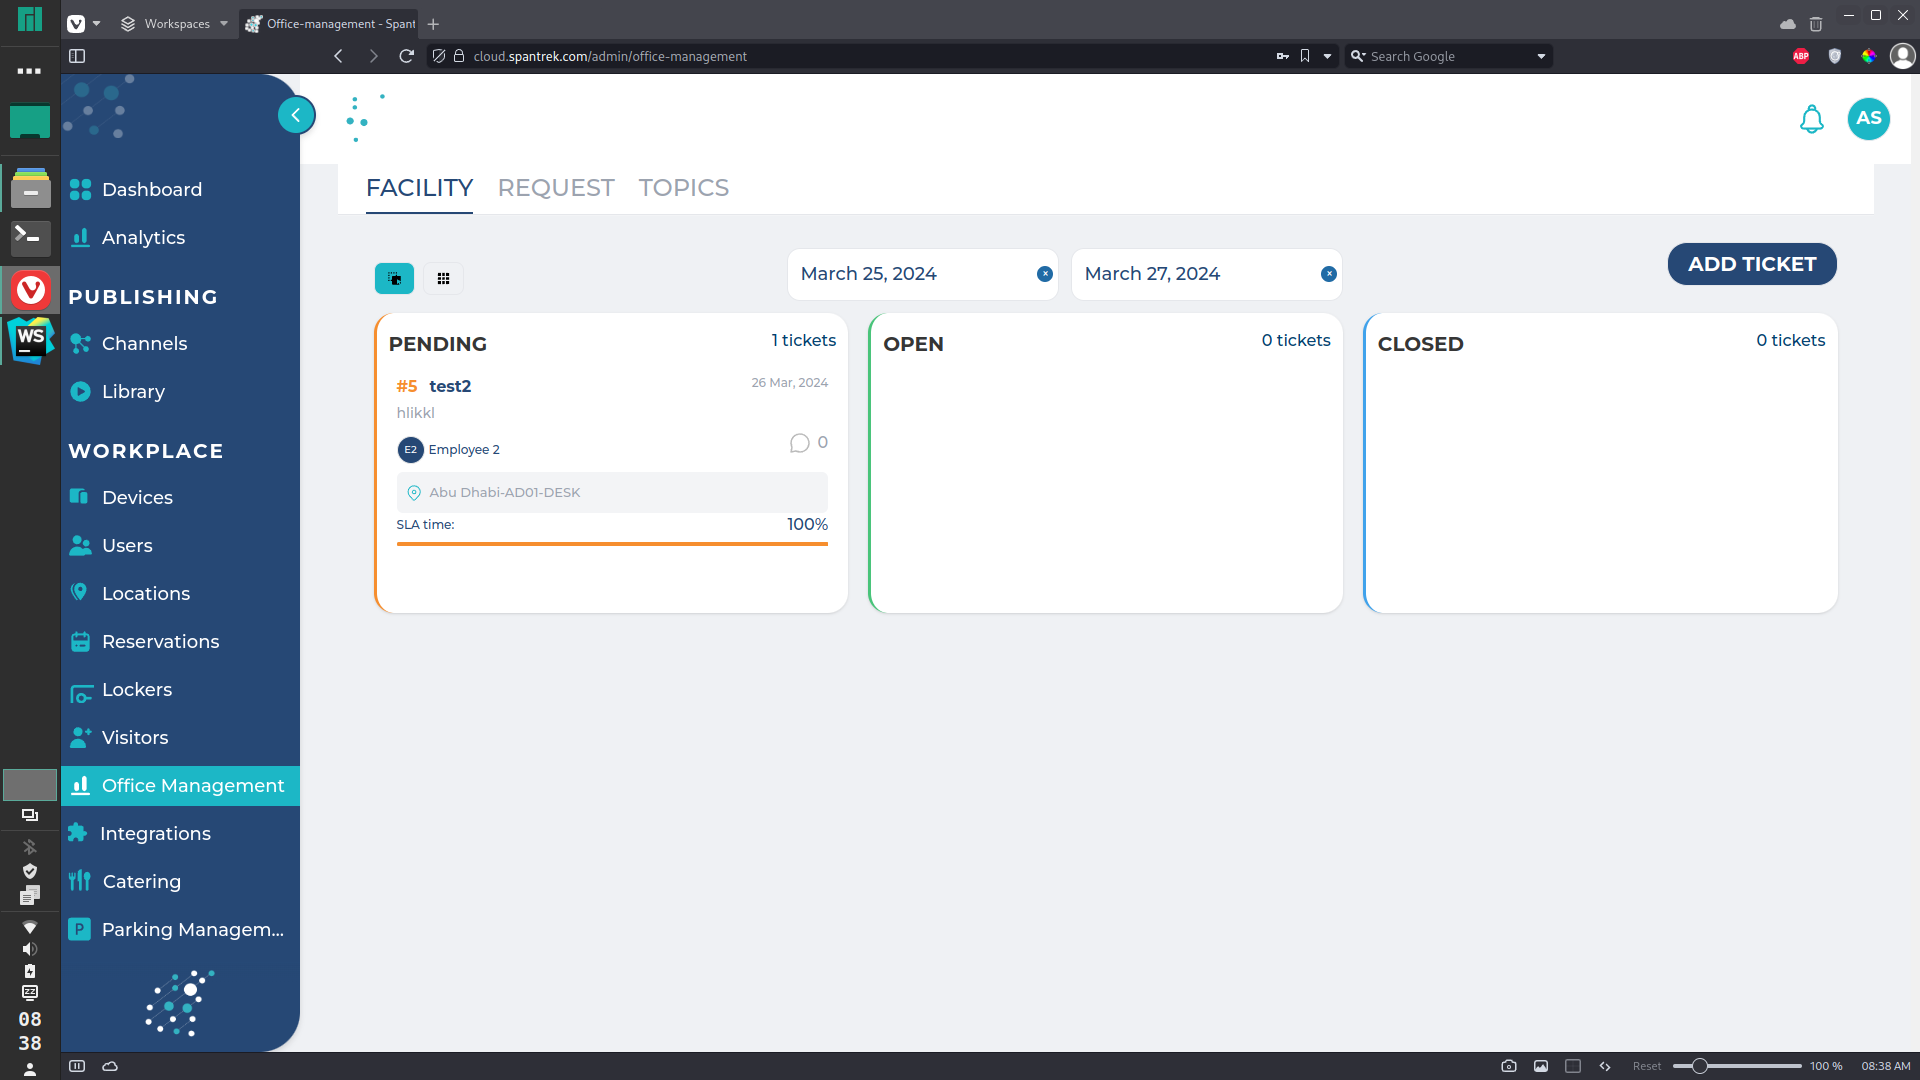 Workspaces
Office-management - Spant
cloud.spantrek.com/admin/office-management
Search Google
ABP
AS
Dashboard
Analytics
PUBLISHING
Channels
Library
WORKPLACE
Devices
Users
Locations
Reservations
Lockers
Visitors
Office Management
Integrations
Catering
P
Parking Managem...
FACILITY REQUEST TOPICS
March 25, 2024
March 27, 2024
ADD TICKET
PENDING
1 tickets
#5 test2
26 Mar, 2024
hlikkl
E2 Employee 2
0
Abu Dhabi-AD01-DESK
SLA time:
100%
OPEN
0 tickets
CLOSED
0 tickets
WS
08
38
Reset
100 %
08:38 AM